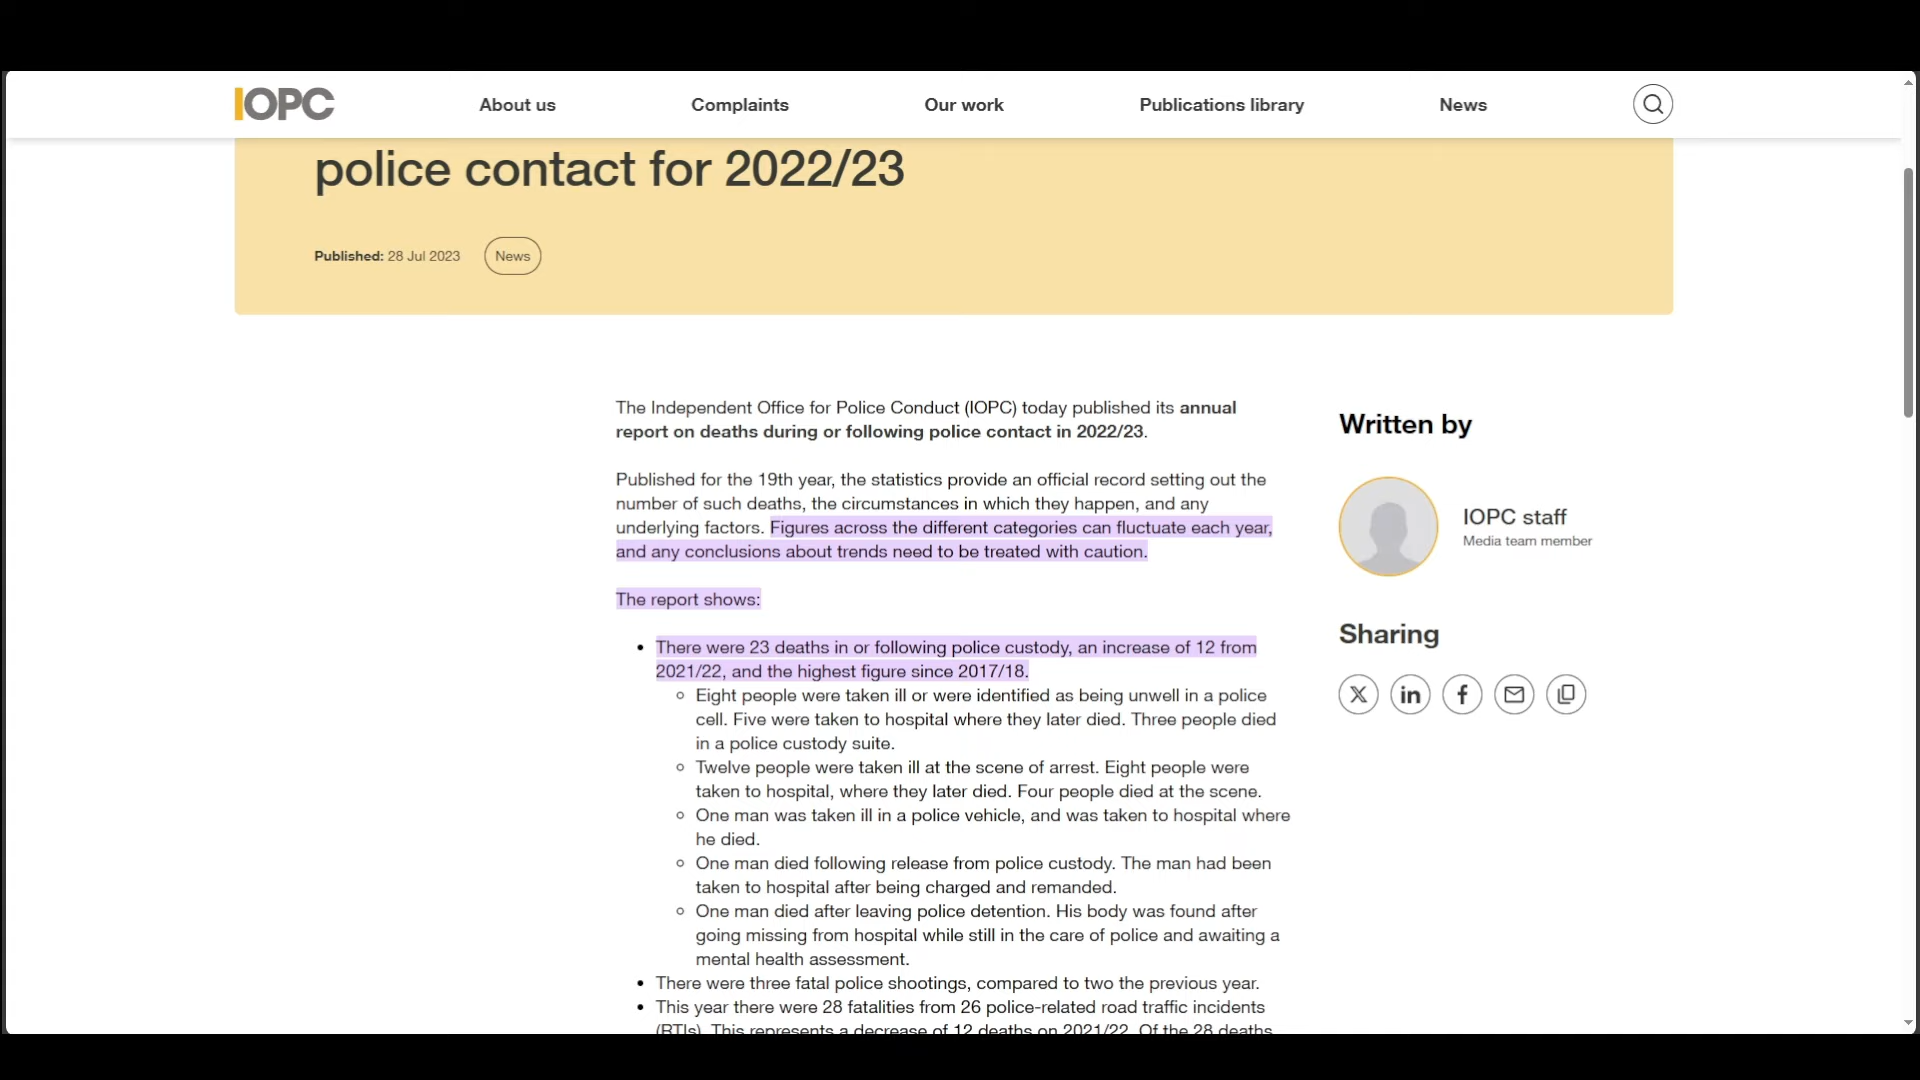 IOPC
About us
Complaints
Our work
Publications library
News
police contact for 2022/23
Published: 28 Jul 2023
News
The Independent Office for Police Conduct (IOPC) today published its annual
report on deaths during or following police contact in 2022/23.
Published for the 19th year, the statistics provide an official record setting out the
number of such deaths, the circumstances in which they happen, and any
underlying factors. Figures across the different categories can fluctuate each year,
and any conclusions about trends need to be treated with caution.
The report shows:
• There were 23 deaths in or following police custody, an increase of 12 from
2021/22, and the highest figure since 2017/18.
◦ Eight people were taken ill or were identified as being unwell in a police
cell. Five were taken to hospital where they later died. Three people died
in a police custody suite.
◦ Twelve people were taken ill at the scene of arrest. Eight people were
taken to hospital, where they later died. Four people died at the scene.
◦ One man was taken ill in a police vehicle, and was taken to hospital where
he died.
◦ One man died following release from police custody. The man had been
taken to hospital after being charged and remanded.
◦ One man died after leaving police detention. His body was found after
going missing from hospital while still in the care of police and awaiting a
mental health assessment.
• There were three fatal police shootings, compared to two the previous year.
• This year there were 28 fatalities from 26 police-related road traffic incidents
(RTIs). This represents a decrease of 12 deaths on 2021/22. Of the 28 deaths
Written by
IOPC staff
Media team member
Sharing